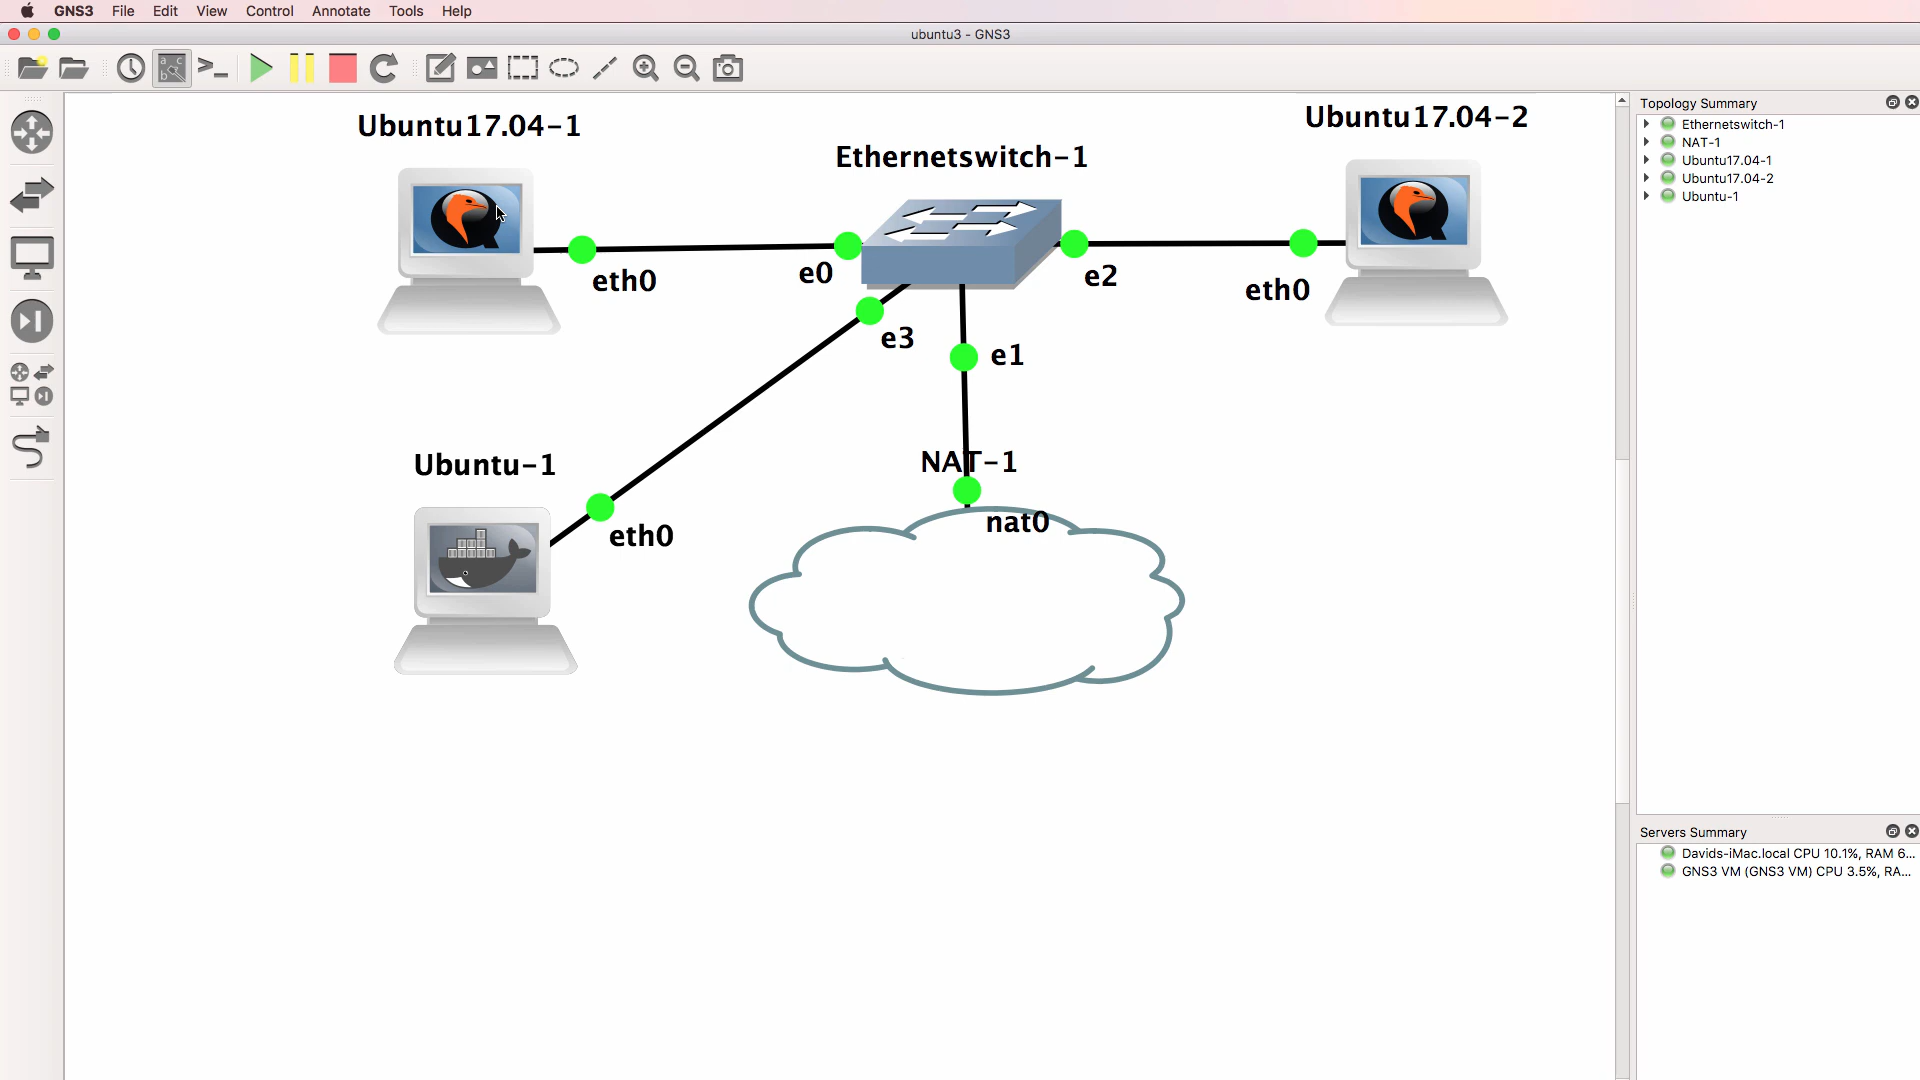 GNS3 File Edit View Control Annotate Tools Help
ubuntu3 - GNS3
a c
b
Ubuntu17.04-1
Ethernetswitch-1
Ubuntu17.04-2
eth0
e0
e2
eth0
e3
e1
Ubuntu-1
NAT-1
eth0
nat0
Topology Summary
Ethernetswitch-1
NAT-1
Ubuntu17.04-1
Ubuntu17.04-2
Ubuntu-1
Servers Summary
Davids-iMac.local CPU 10.1%, RAM 6...
GNS3 VM (GNS3 VM) CPU 3.5%, RA...